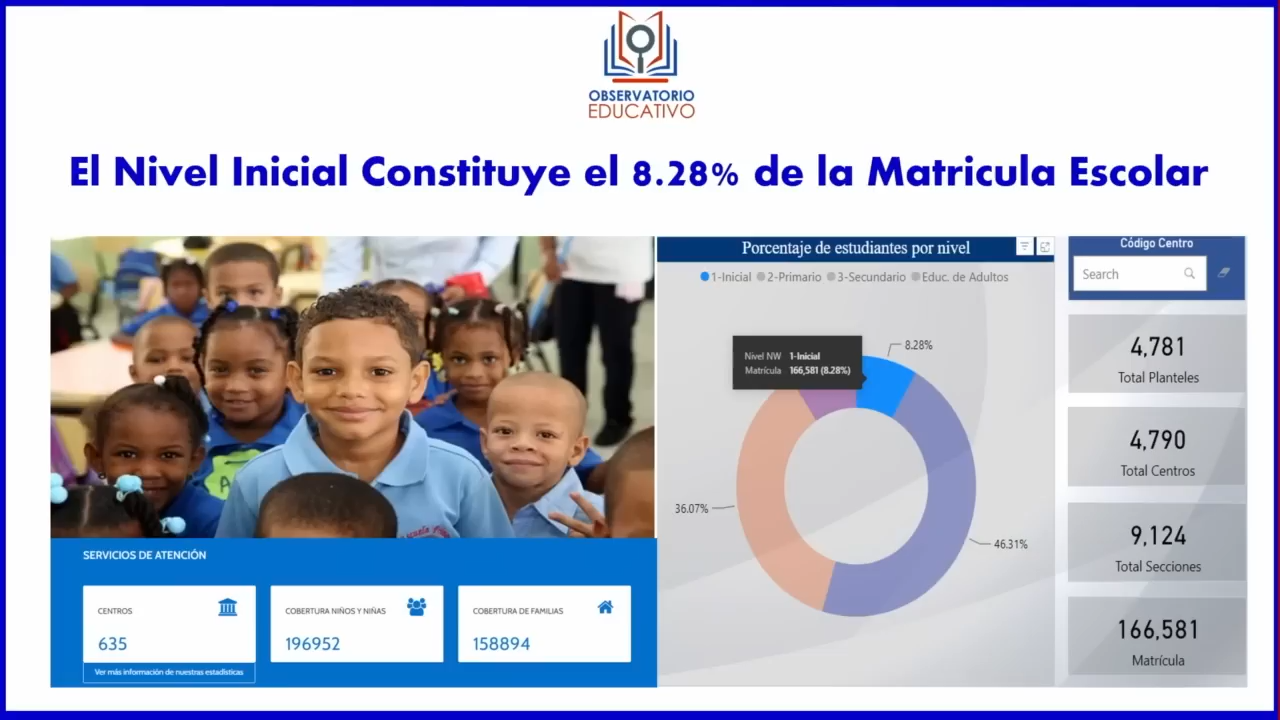 OBSERVATORIO
EDUCATIVO
El Nivel Inicial Constituye el 8.28% de la Matricula Escolar
Porcentaje de estudiantes por nivel
1-Inicial 2-Primario 3-Secundario Educ. de Adultos
8.28%
Nivel NW 1-Inicial
Matrícula 166,581 (8.28%)
36.07%
46.31%
Código Centro
Search
4,781
Total Planteles
4,790
Total Centros
9,124
Total Secciones
166,581
Matrícula
SERVICIOS DE ATENCIÓN
CENTROS
635
Ver más información de nuestras estadísticas
COBERTURA NIÑOS Y NIÑAS
196952
COBERTURA DE FAMILIAS
158894